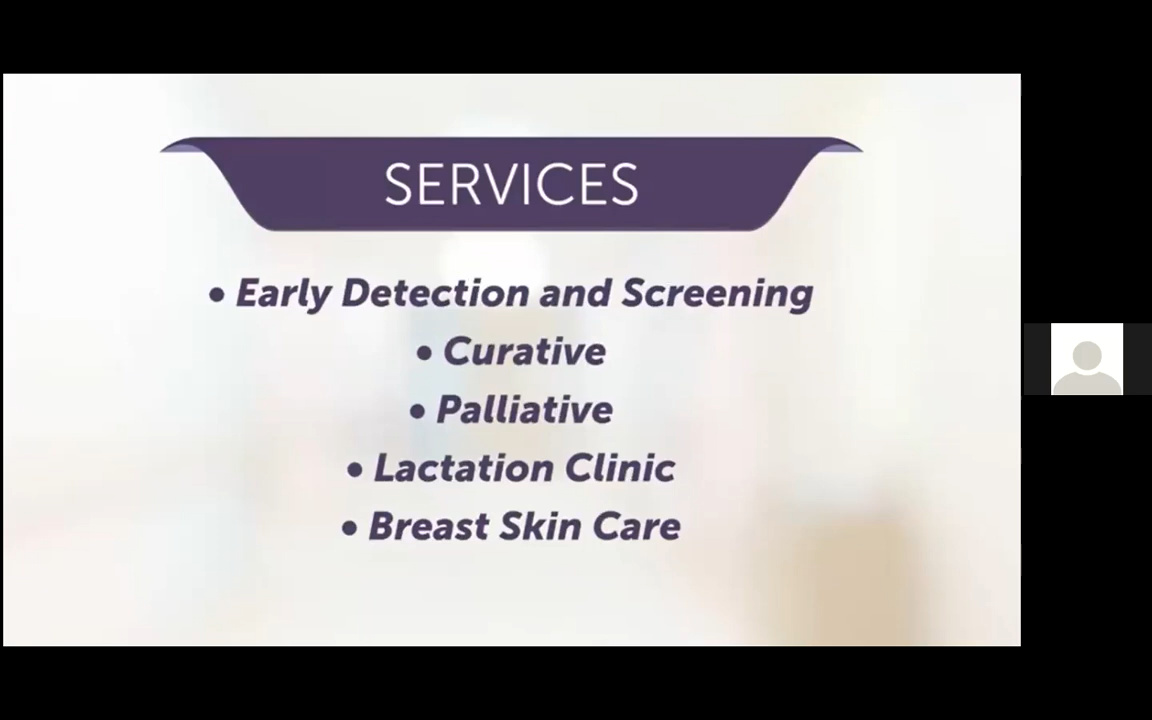 SERVICES
• Early Detection and Screening
• Curative
• Palliative
• Lactation Clinic
• Breast Skin Care